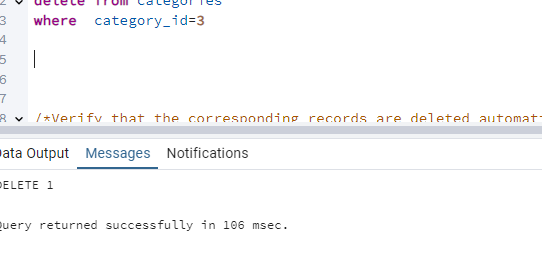 2 delete from categories
3 where category_id=3
4
5
6
7
8 /*Verify that the corresponding records are deleted automat
Data Output Messages Notifications
DELETE 1
Query returned successfully in 106 msec.